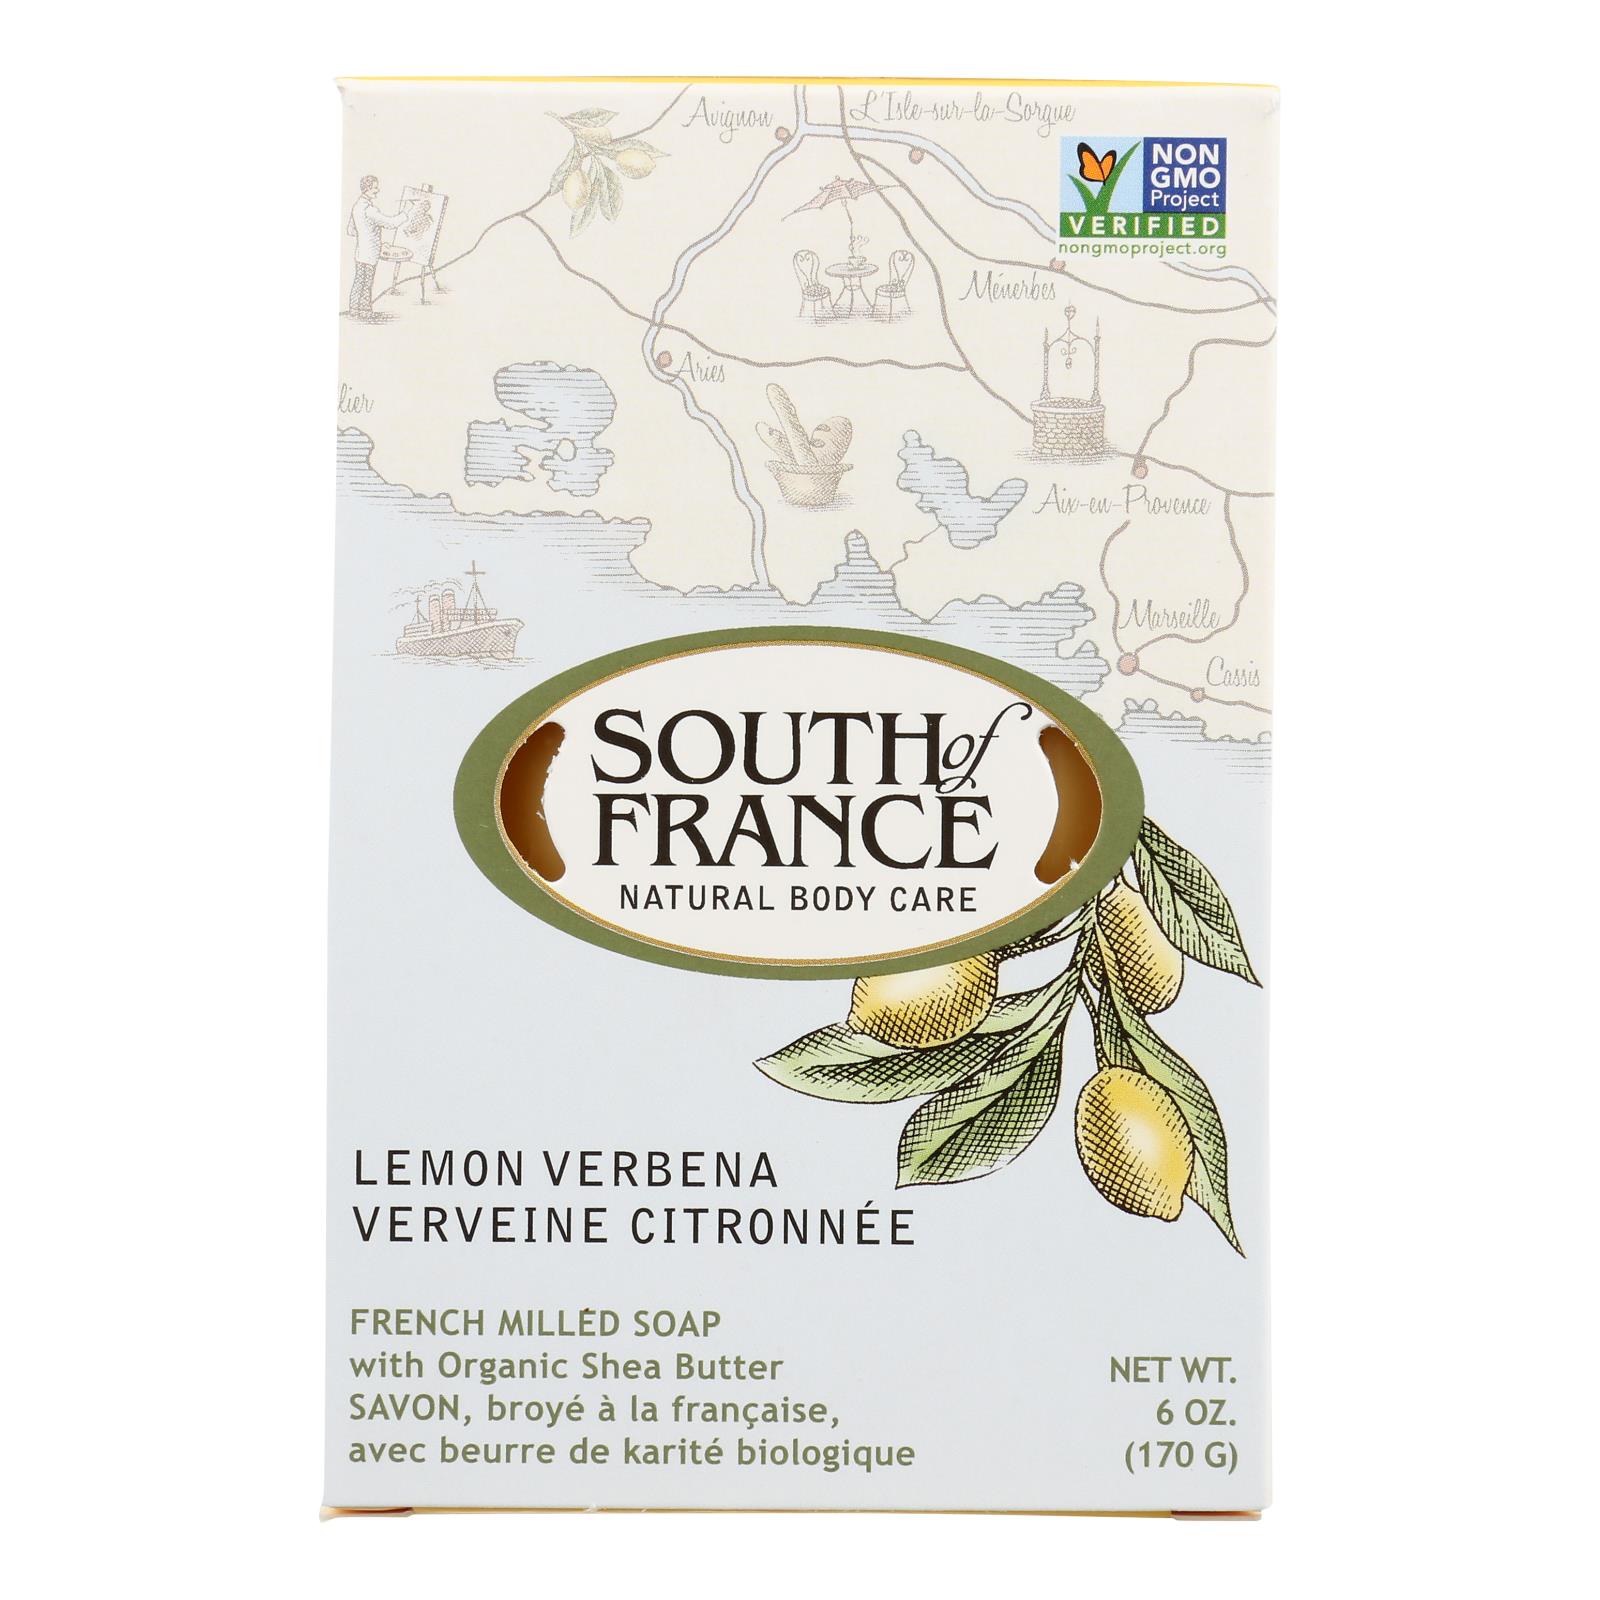 Avignon
L'Isle-sur-la-Sorgue
NON
GMO
Project
VERIFIED
nongmoproject.org
Ménerbes
Aries
lier
Aix-en-Provence
Marseille
Cassis
SOUTH of
FRANCE
NATURAL BODY CARE
LEMON VERBENA
VERVEINE CITRONNÉE
FRENCH MILLED SOAP
with Organic Shea Butter
SAVON, broyé à la française,
avec beurre de karité biologique
NET WT.
6 OZ.
(170 G)